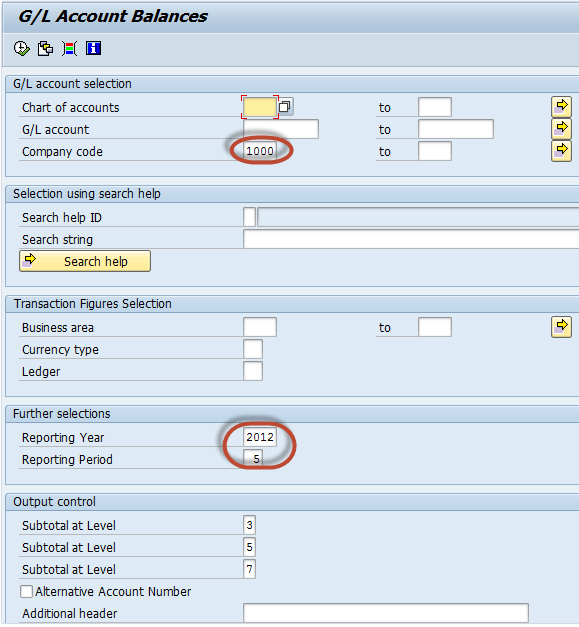 G/L Account Balances
G/L account selection
Chart of accounts to
G/L account to
Company code 1000 to
Selection using search help
Search help ID
Search string
Search help
Transaction Figures Selection
Business area to
Currency type
Ledger
Further selections
Reporting Year 2012
Reporting Period 5
Output control
Subtotal at Level 3
Subtotal at Level 5
Subtotal at Level 7
Alternative Account Number
Additional header